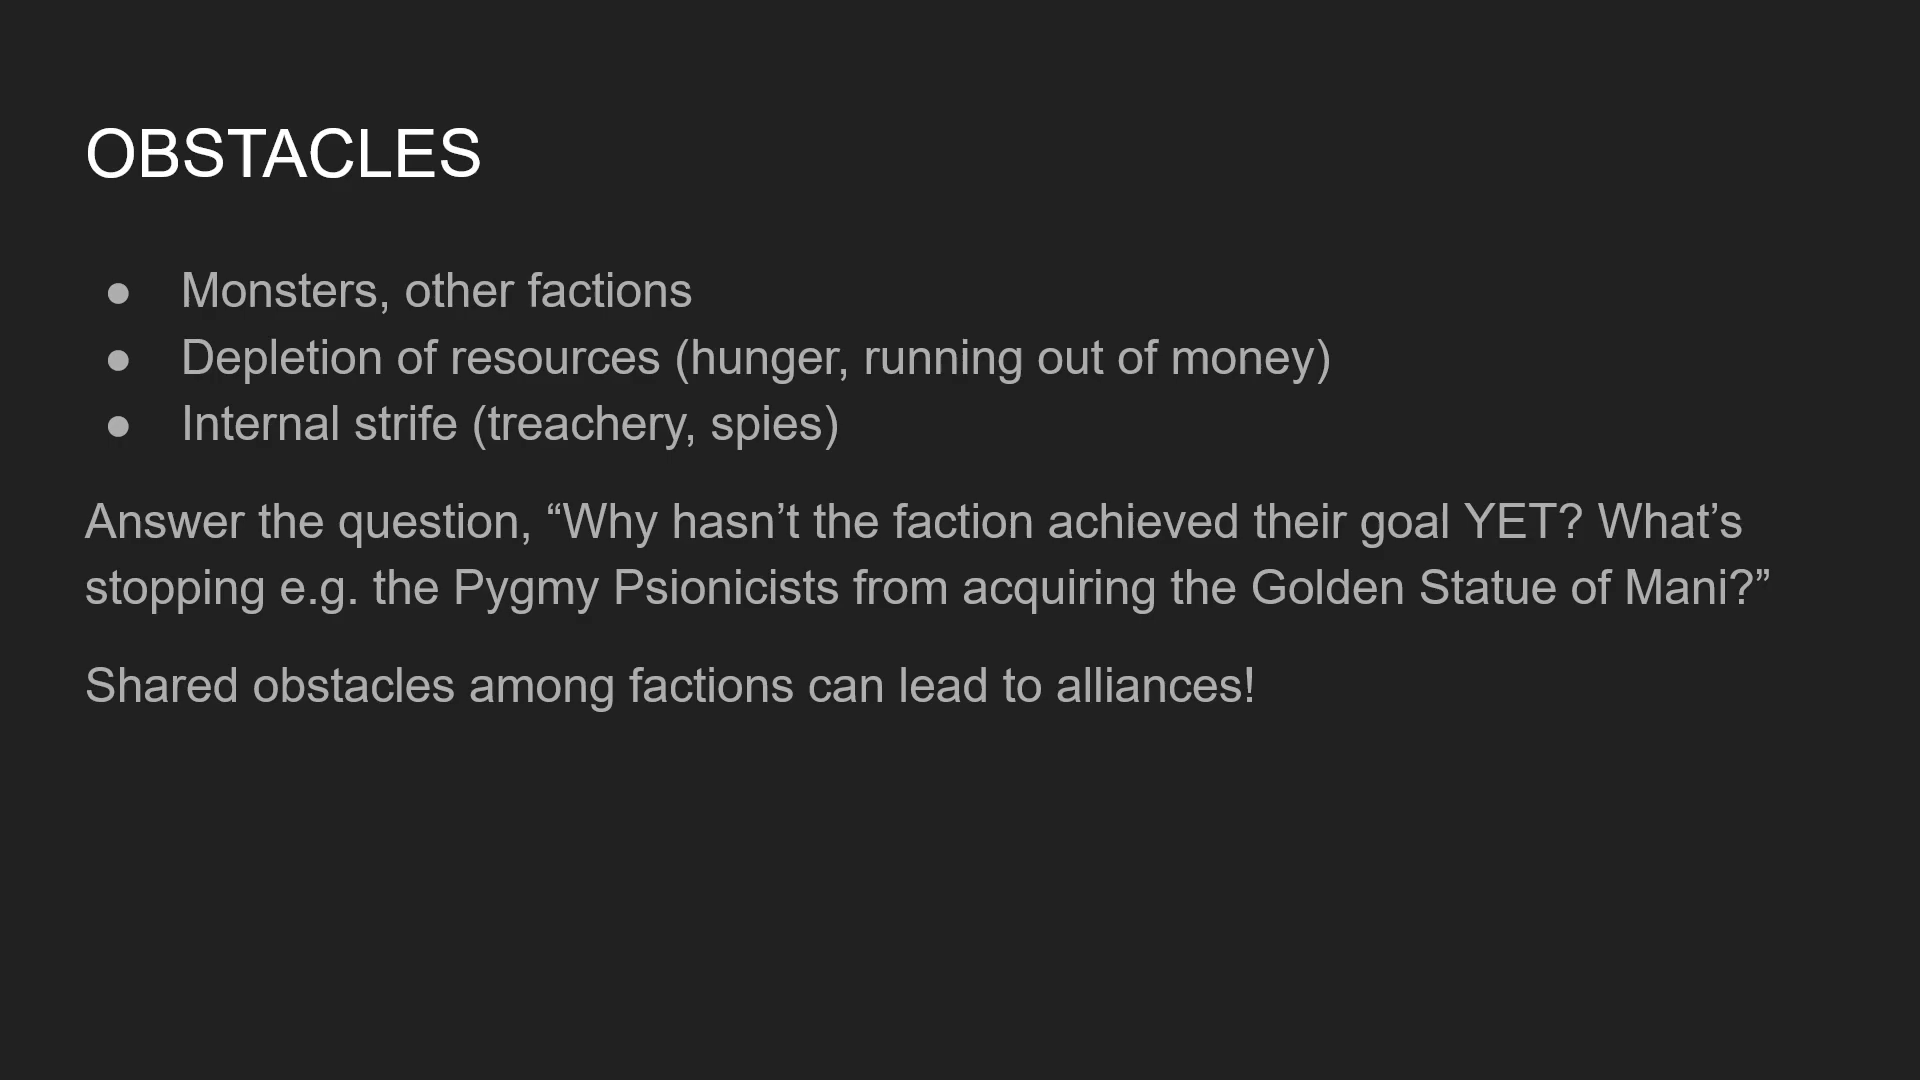 OBSTACLES
● Monsters, other factions
● Depletion of resources (hunger, running out of money)
● Internal strife (treachery, spies)
Answer the question, “Why hasn’t the faction achieved their goal YET? What’s
stopping e.g. the Pygmy Psionicists from acquiring the Golden Statue of Mani?”
Shared obstacles among factions can lead to alliances!